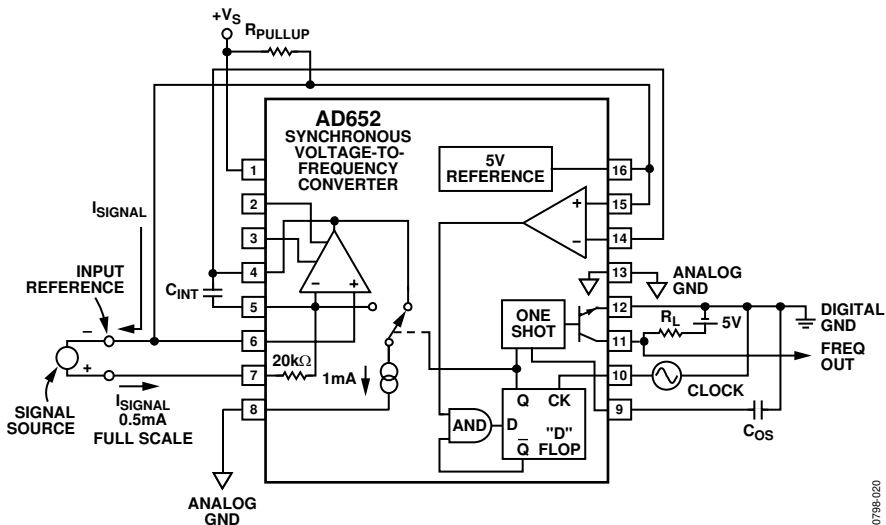 +VS
RPULLUP
AD652
SYNCHRONOUS
VOLTAGE-TO-
FREQUENCY
CONVERTER
5V
REFERENCE
1
2
3
4
5
6
7
8
16
15
14
13
12
11
10
9
ISIGNAL
INPUT
REFERENCE
CINT
–
+
SIGNAL
SOURCE
ISIGNAL
0.5mA
FULL SCALE
ANALOG
GND
–
+
20kΩ
1mA
+
–
ONE
SHOT
AND
D
Q
CK
"D"
FLOP
Q̅
ANALOG
GND
DIGITAL
GND
RL
5V
FREQ
OUT
CLOCK
COS
0798-020